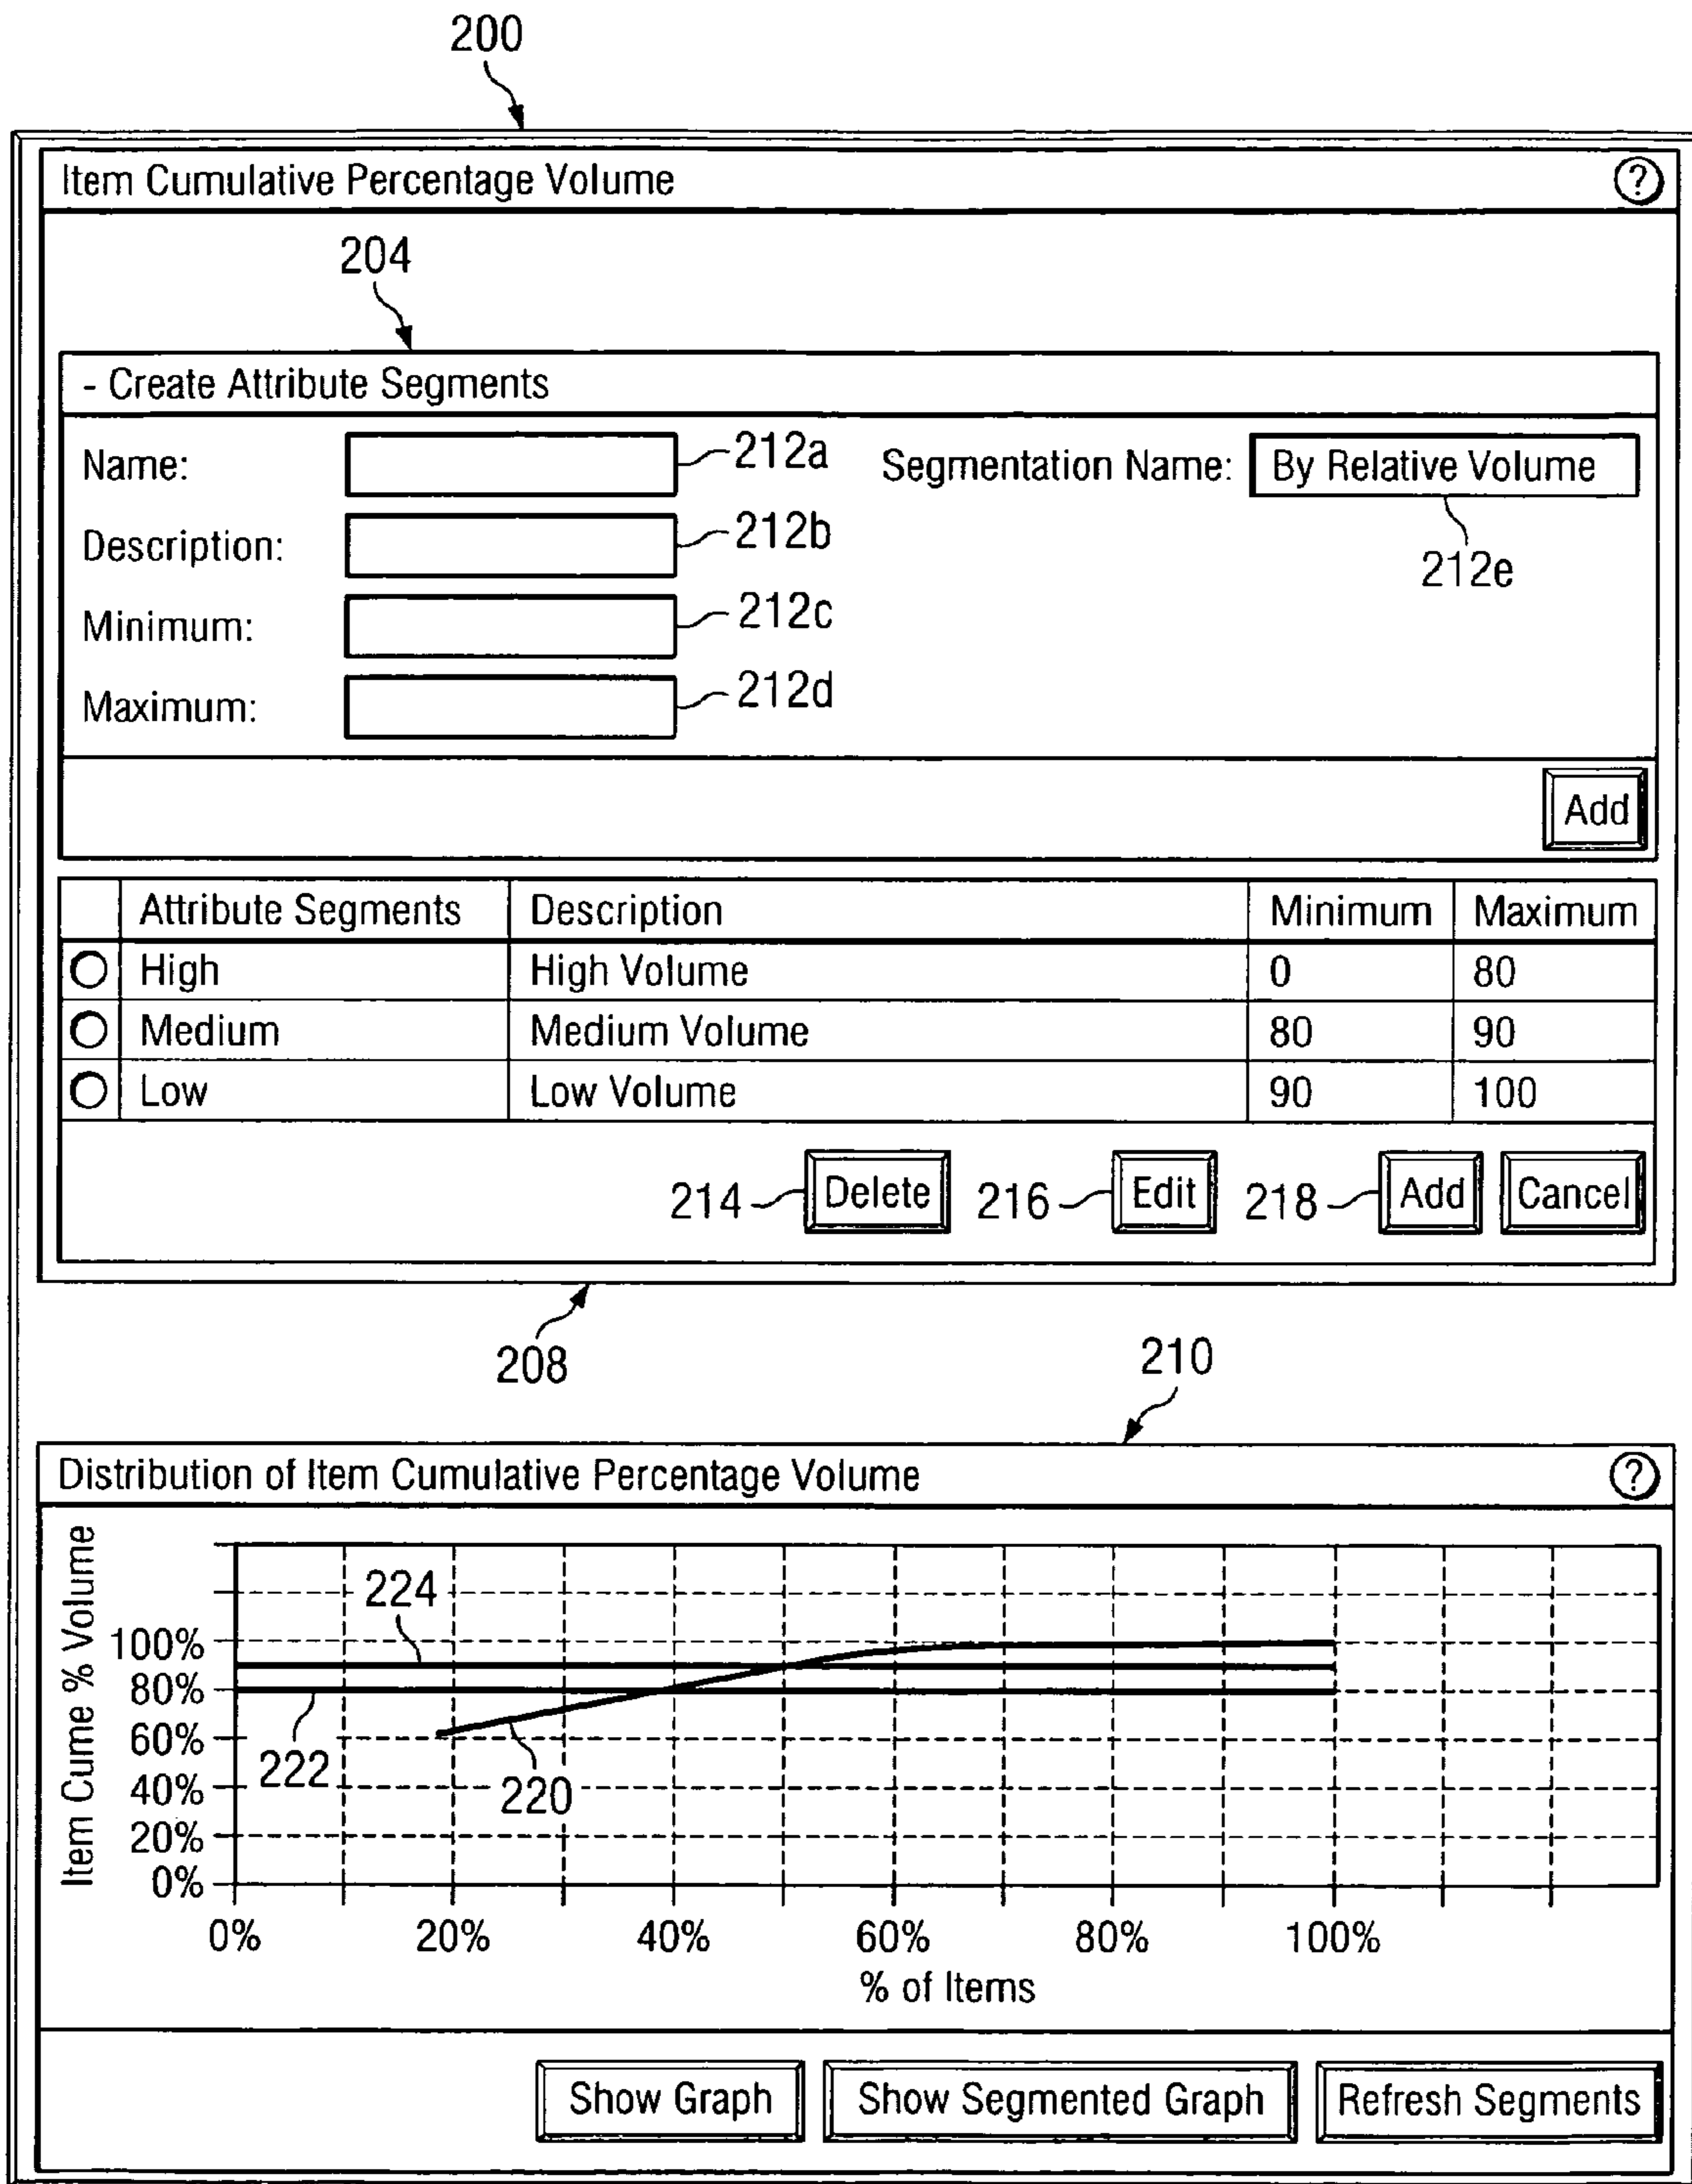 200
Item Cumulative Percentage Volume ?
204
- Create Attribute Segments
Name: 212a Segmentation Name: By Relative Volume
Description: 212b 212e
Minimum: 212c
Maximum: 212d
Add
Attribute Segments Description Minimum Maximum
High High Volume 0 80
Medium Medium Volume 80 90
Low Low Volume 90 100
214 Delete 216 Edit 218 Add Cancel
208
210
Distribution of Item Cumulative Percentage Volume ?
Item Cume % Volume
224
100%
80%
60%
222
40%
220
20%
0%
0% 20% 40% 60% 80% 100%
% of Items
Show Graph Show Segmented Graph Refresh Segments